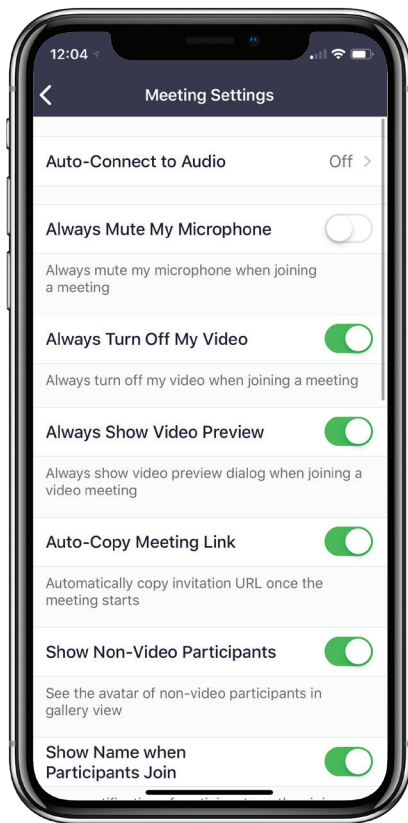 12:04
Meeting Settings
Auto-Connect to Audio Off >
Always Mute My Microphone
Always mute my microphone when joining
a meeting
Always Turn Off My Video
Always turn off my video when joining a meeting
Always Show Video Preview
Always show video preview dialog when joining a
video meeting
Auto-Copy Meeting Link
Automatically copy invitation URL once the
meeting starts
Show Non-Video Participants
See the avatar of non-video participants in
gallery view
Show Name when
Participants Join